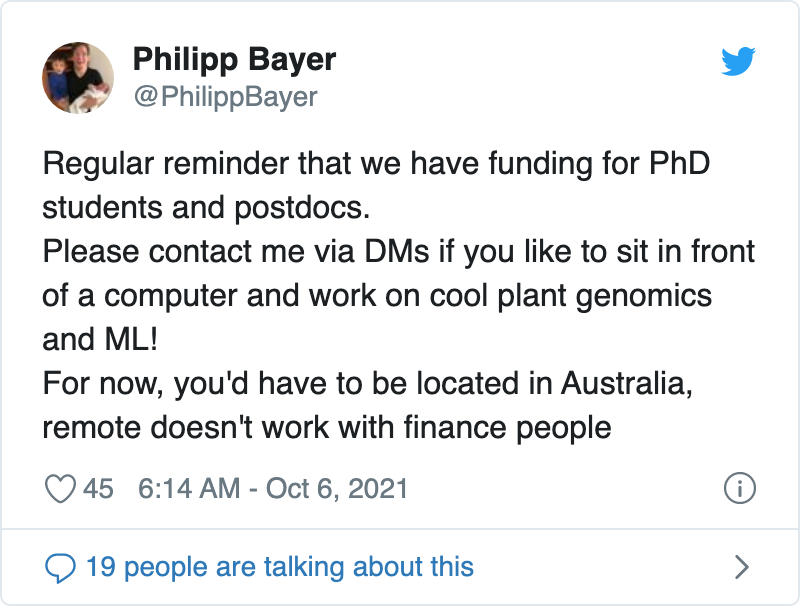 Philipp Bayer
@PhilippBayer
Regular reminder that we have funding for PhD
students and postdocs.
Please contact me via DMs if you like to sit in front
of a computer and work on cool plant genomics
and ML!
For now, you'd have to be located in Australia,
remote doesn't work with finance people
45 6:14 AM - Oct 6, 2021
19 people are talking about this